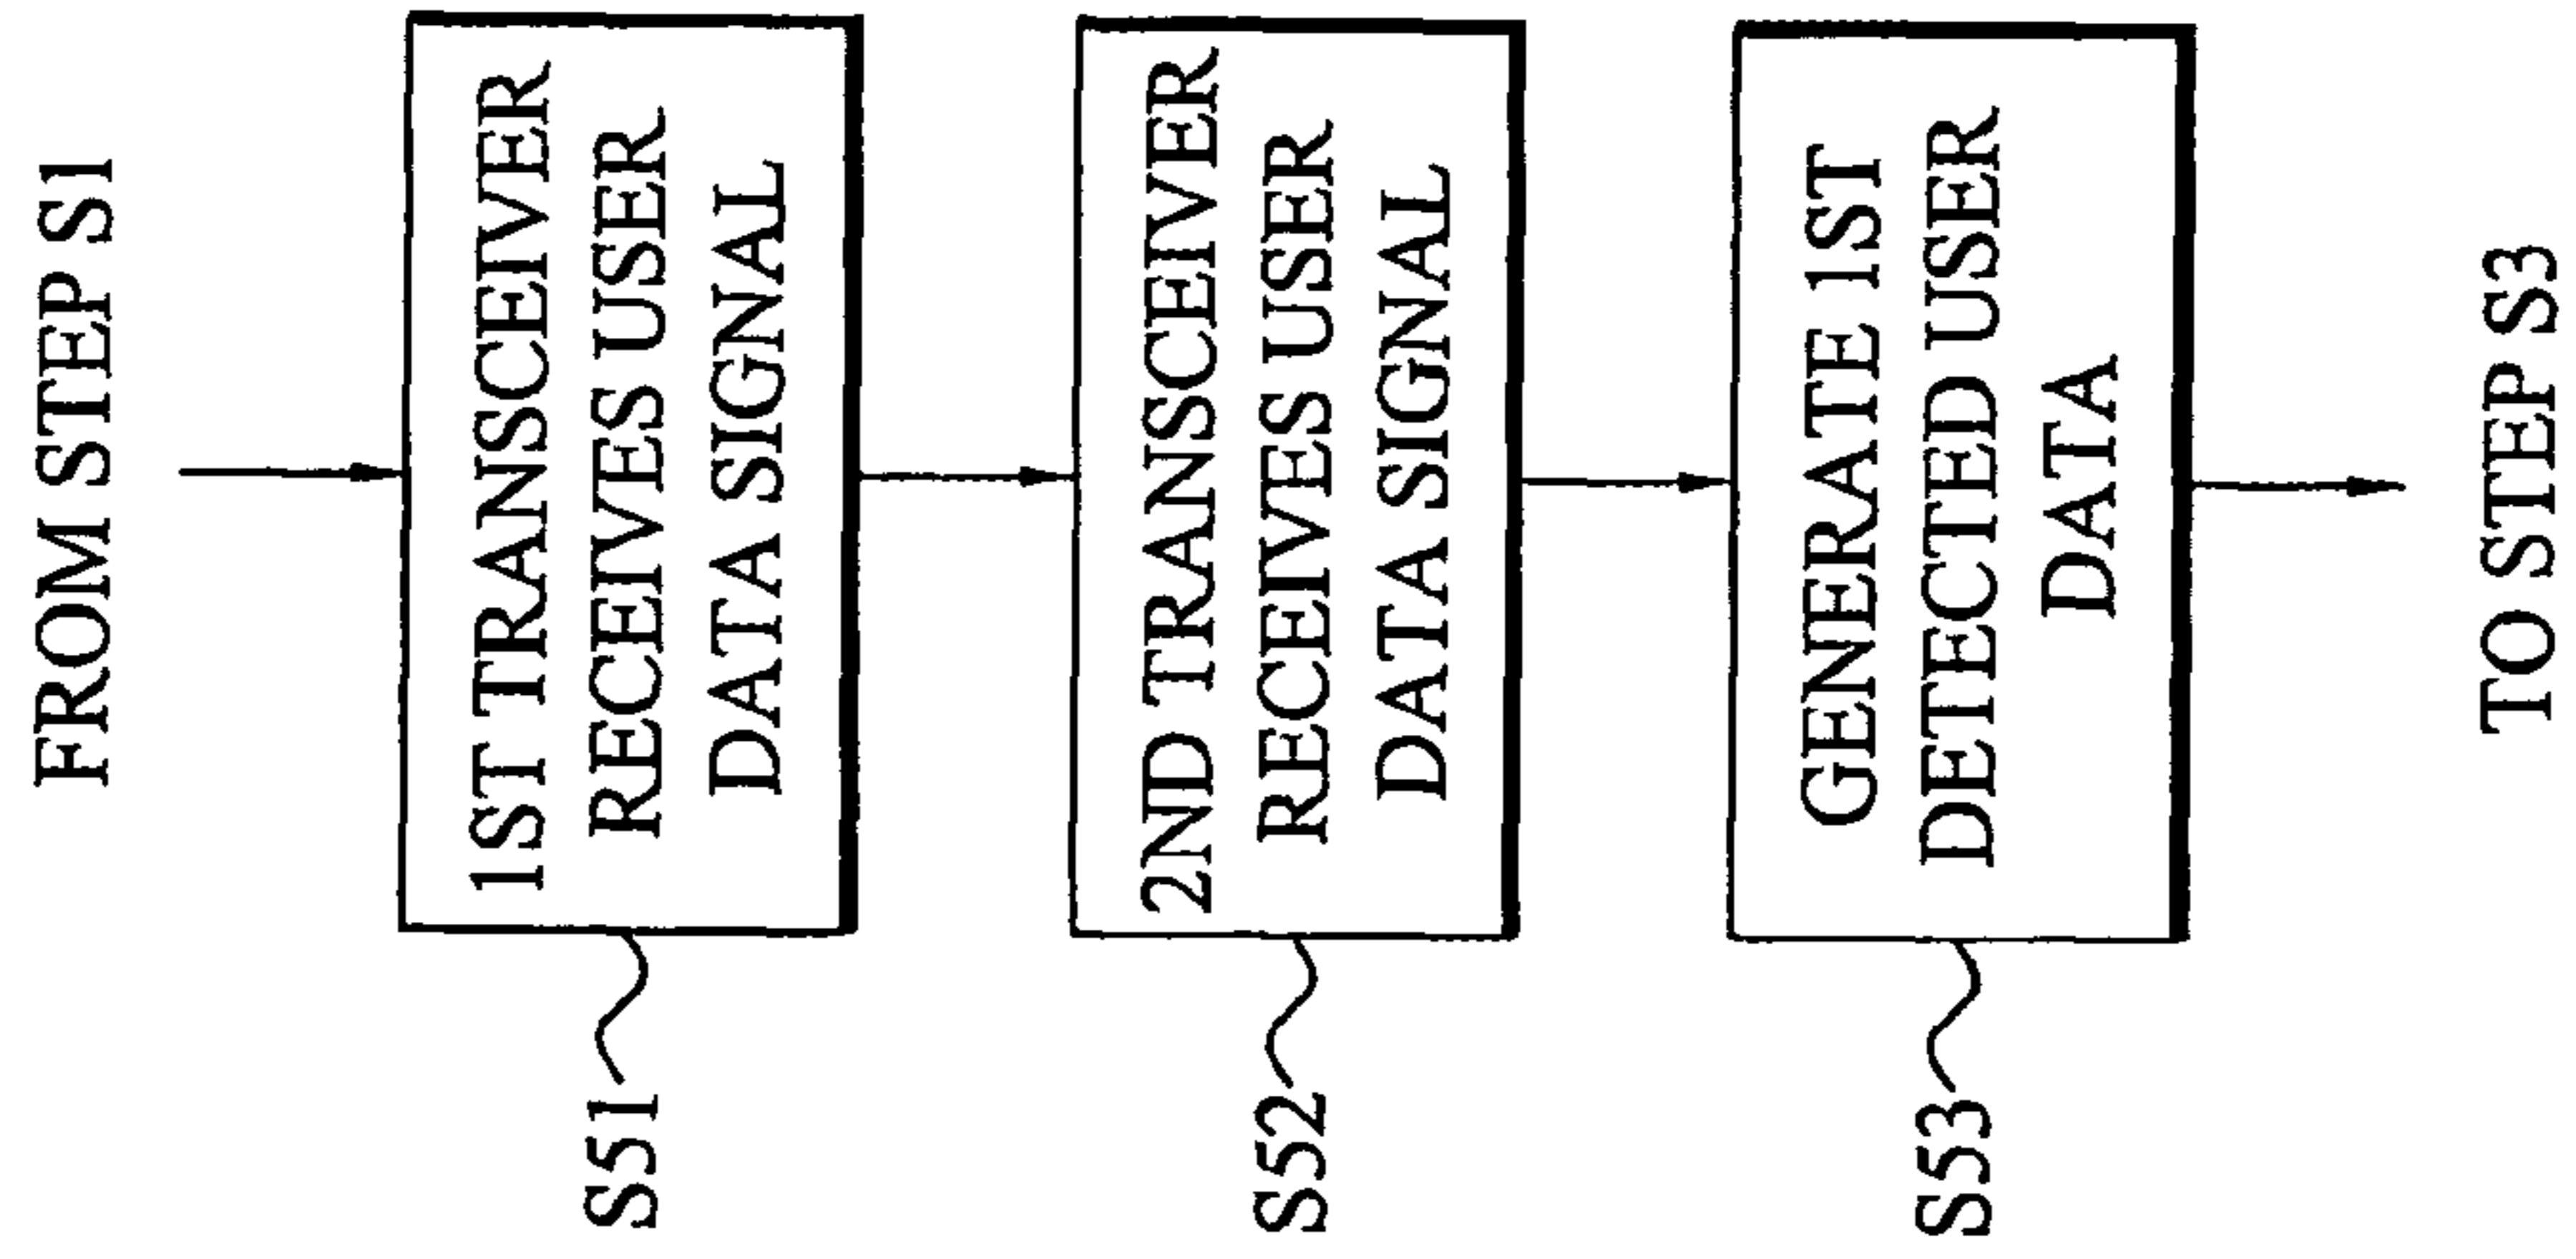 FROM STEP S1
1ST TRANSCEIVER
RECEIVES USER
DATA SIGNAL
S51
2ND TRANSCEIVER
RECEIVES USER
DATA SIGNAL
S52
GENERATE 1ST
DETECTED USER
DATA
S53
TO STEP S3